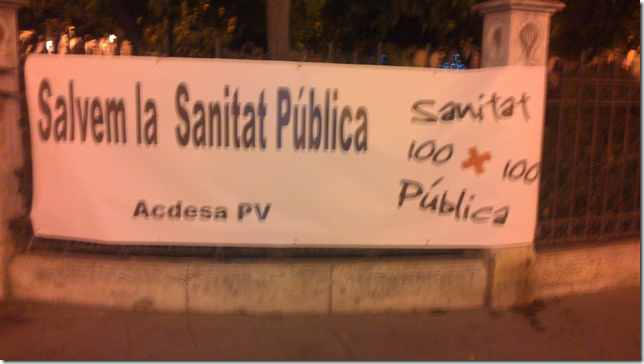 Salvem la Sanitat Pública
Acdesa PV
Sanitat
100 x 100
Pública